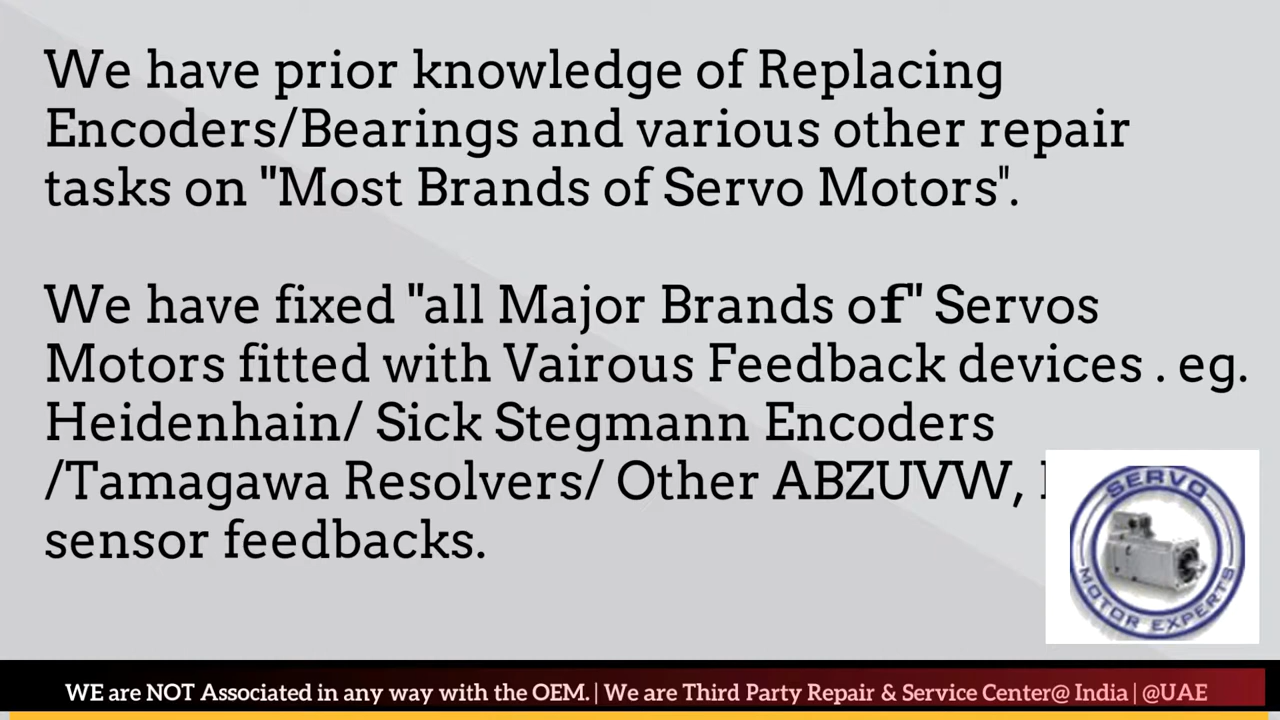 We have prior knowledge of Replacing
Encoders/Bearings and various other repair
tasks on "Most Brands of Servo Motors".
We have fixed "all Major Brands of" Servos
Motors fitted with Vairous Feedback devices . eg.
Heidenhain/ Sick Stegmann Encoders
/Tamagawa Resolvers/ Other ABZUVW,
sensor feedbacks.
SERVO
MOTOR EXPERTS
WE are NOT Associated in any way with the OEM. | We are Third Party Repair & Service Center@ India | @UAE